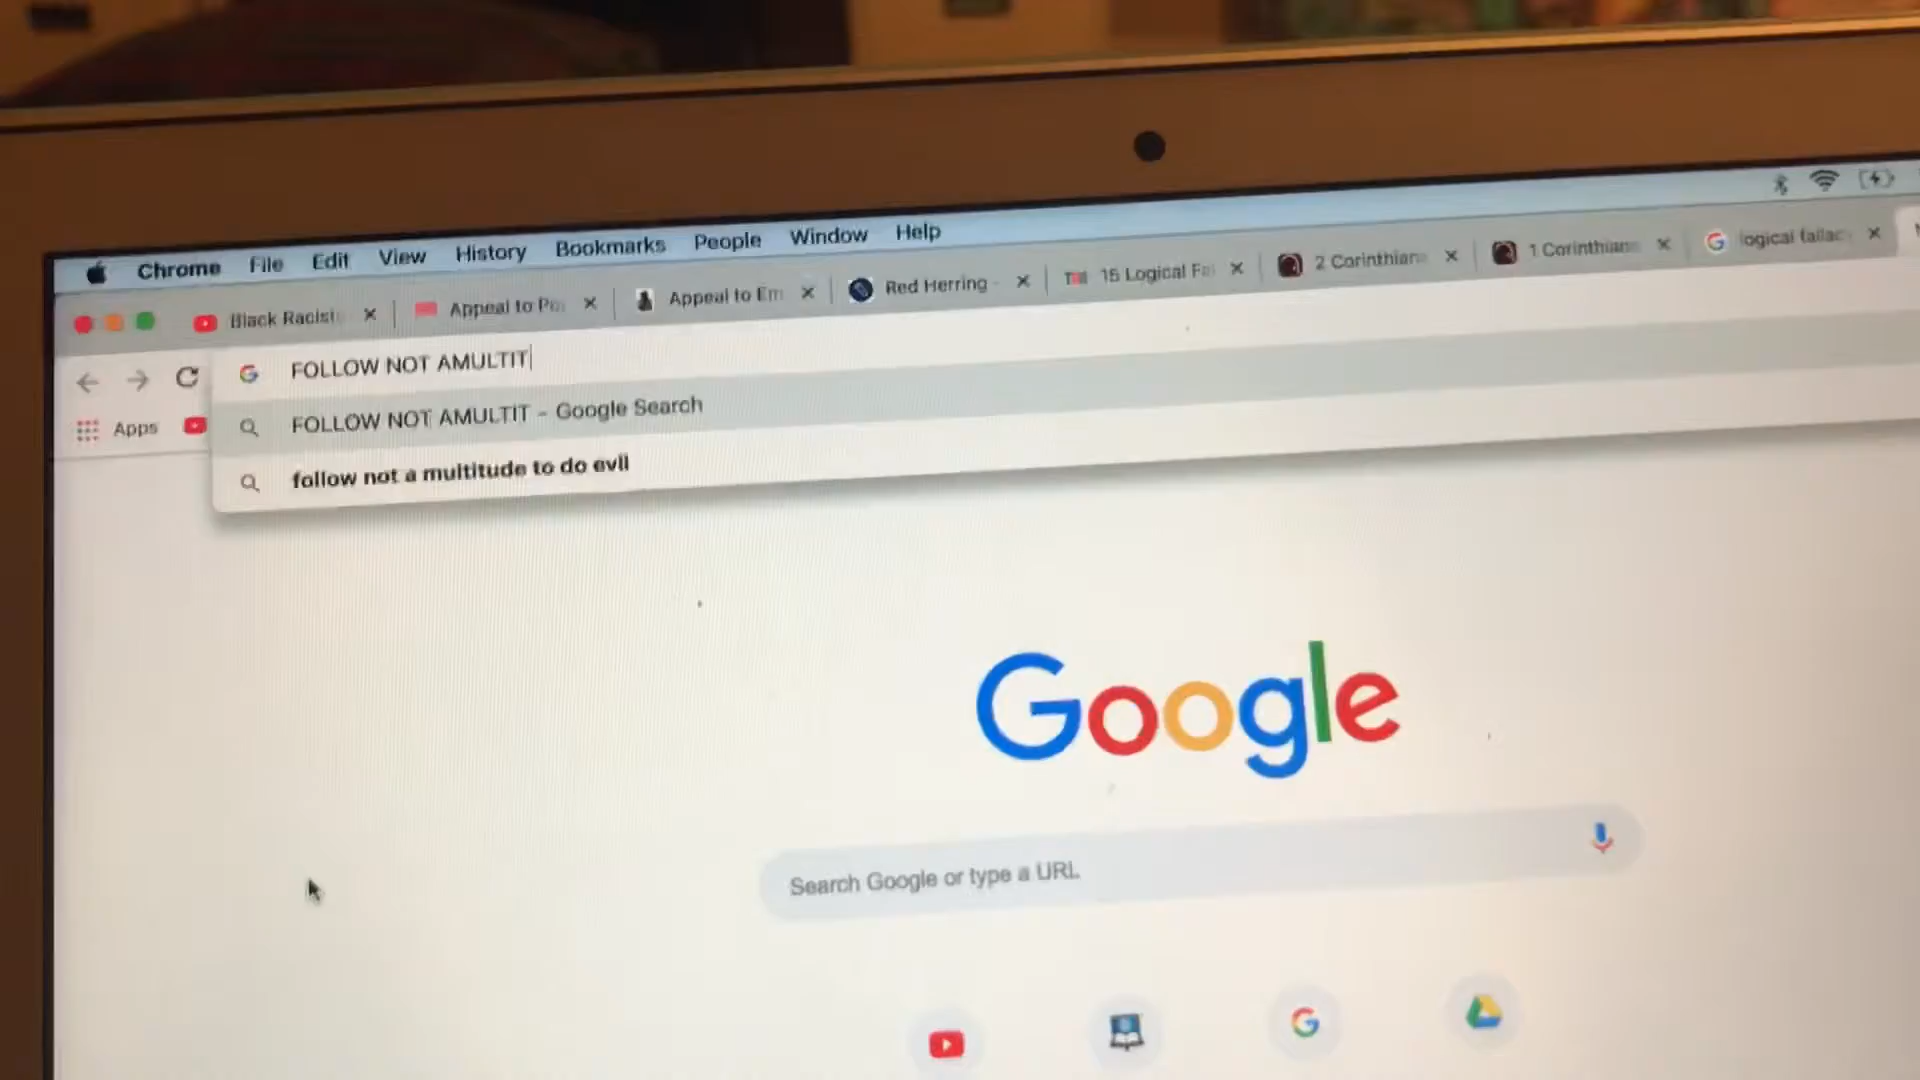 Chrome File Edit View History Bookmarks People Window Help
Black Racis Appeal to Po Appeal to Em Red Herring - 15 Logical Fa 2 Corinthian 1 Corinthians logical fallac
FOLLOW NOT AMULTIT
FOLLOW NOT AMULTIT - Google Search
Apps
follow not a multitude to do evil
Google
Search Google or type a URL